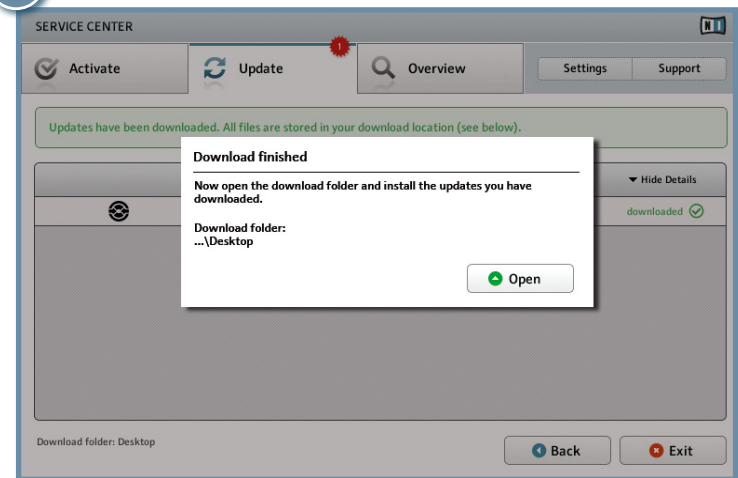 SERVICE CENTER
NI
Activate
Update
1
Overview
Settings
Support
Updates have been downloaded. All files are stored in your download location (see below).
Download finished
Now open the download folder and install the updates you have
downloaded.
Download folder:
...\Desktop
Open
Hide Details
downloaded
Download folder: Desktop
Back
Exit